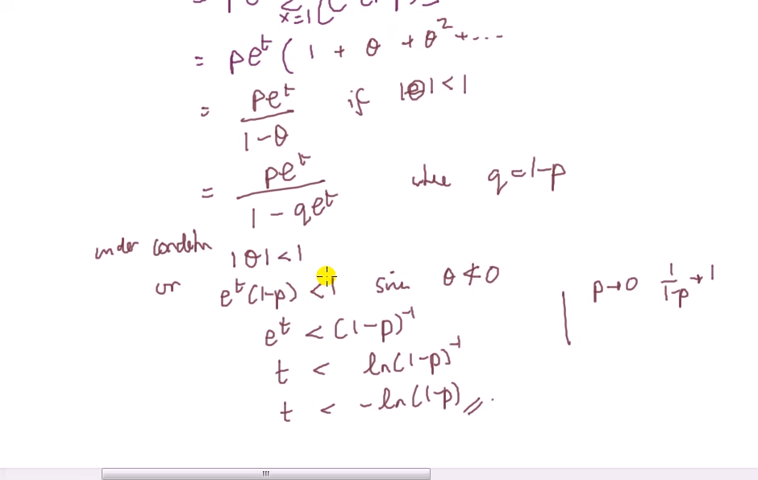 = pe^t ( 1 + θ + θ^2 + ...
= pe^t / (1-θ) if |θ| < 1
= pe^t / (1 - qe^t) where q = 1-p
under condition |θ| < 1
or e^t(1-p) < 1 since θ ≮ 0
p→0 1/(1-p) → 1
e^t < (1-p)^-1
t < ln(1-p)^-1
t < -ln(1-p) //.